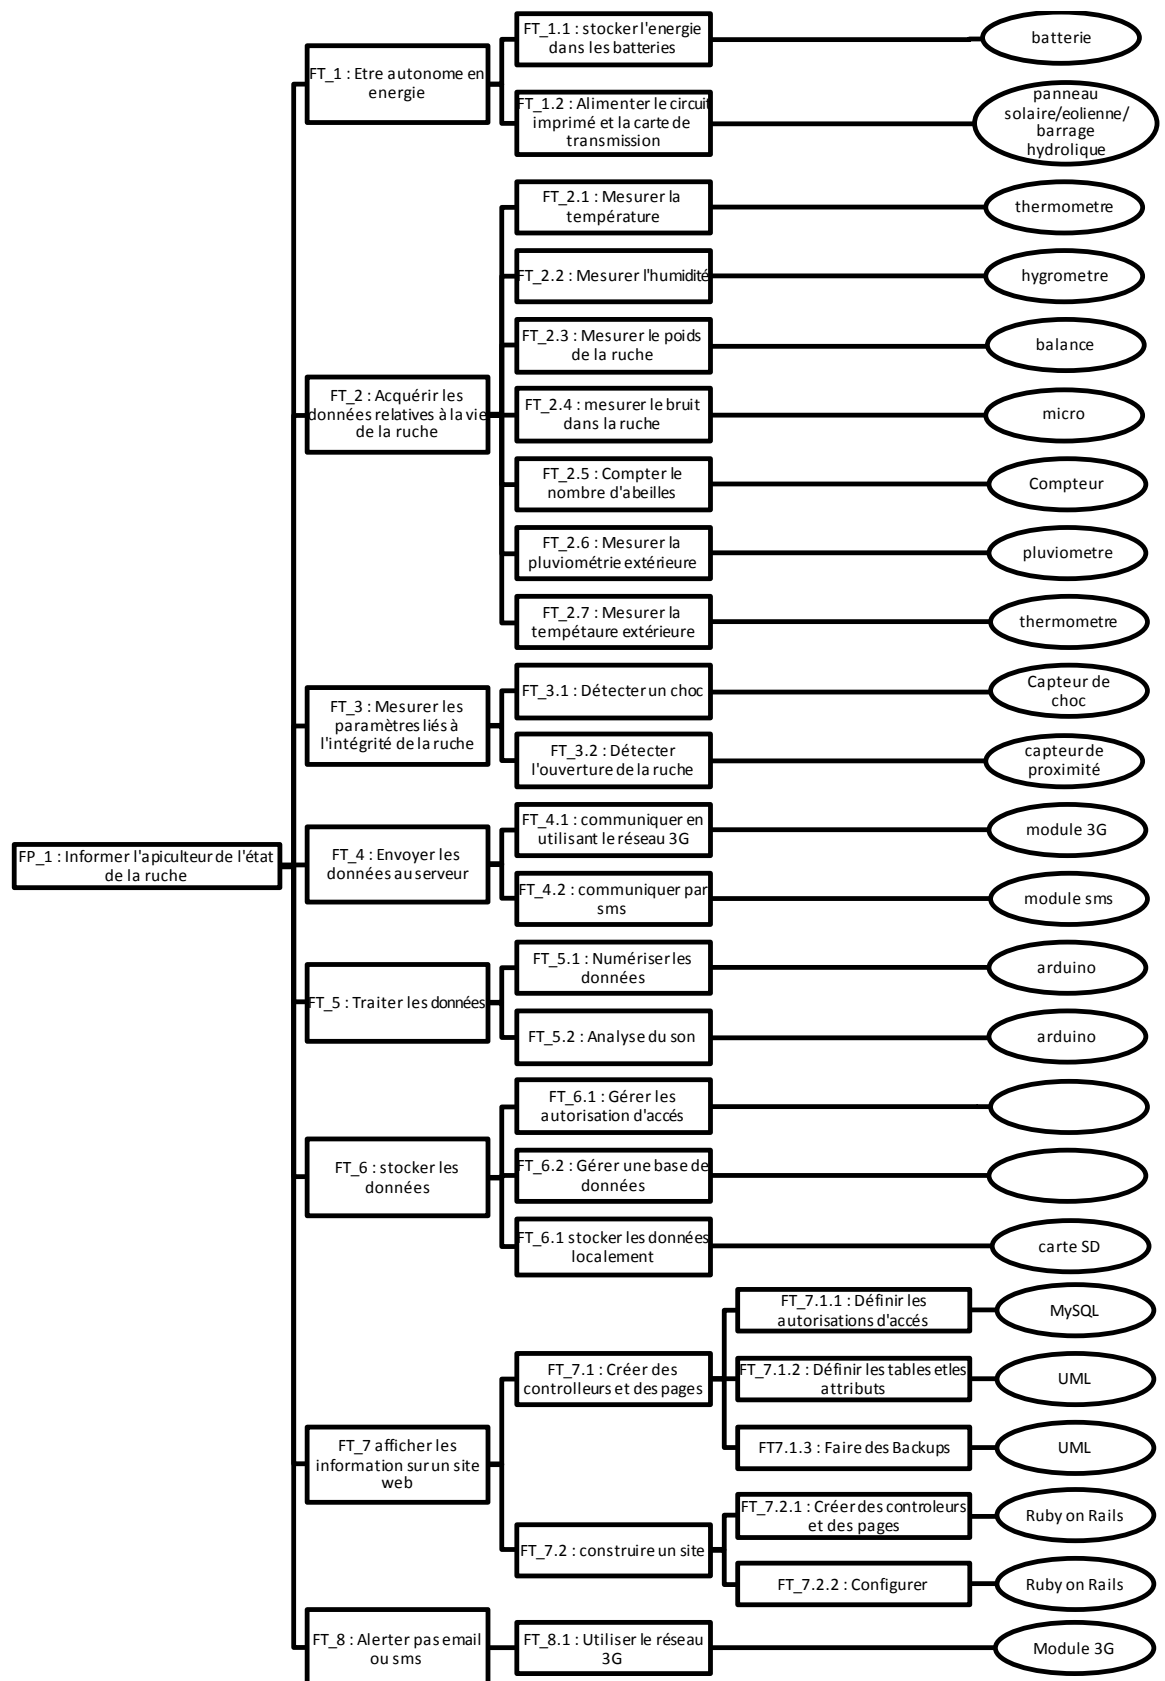 FT_1.1 : stocker l'energie
dans les batteries
batterie
FT_1 : Etre autonome en
energie
FT_1.2 : Alimenter le circuit
imprimé et la carte de
transmission
panneau
solaire/eolienne/
barrage
hydrolique
FT_2.1 : Mesurer la
température
thermometre
FT_2.2 : Mesurer l'humidité
hygrometre
FT_2.3 : Mesurer le poids
de la ruche
balance
FT_2 : Acquérir les
données relatives à la vie
de la ruche
FT_2.4 : mesurer le bruit
dans la ruche
micro
FT_2.5 : Compter le
nombre d'abeilles
Compteur
FT_2.6 : Mesurer la
pluviométrie extérieure
pluviometre
FT_2.7 : Mesurer la
tempétaure extérieure
thermometre
FT_3 : Mesurer les
paramètres liés à
l'intégrité de la ruche
FT_3.1 : Détecter un choc
Capteur de
choc
FT_3.2 : Détecter
l'ouverture de la ruche
capteur de
proximité
FP_1 : Informer l'apiculteur de l'état
de la ruche
FT_4 : Envoyer les
données au serveur
FT_4.1 : communiquer en
utilisant le réseau 3G
module 3G
FT_4.2 : communiquer par
sms
module sms
FT_5 : Traiter les données
FT_5.1 : Numériser les
données
arduino
FT_5.2 : Analyse du son
arduino
FT_6 : stocker les
données
FT_6.1 : Gérer les
autorisation d'accés
FT_6.2 : Gérer une base de
données
FT_6.1 stocker les données
localement
carte SD
FT_7 afficher les
information sur un site
web
FT_7.1 : Créer des
controlleurs et des pages
FT_7.1.1 : Définir les
autorisations d'accés
MySQL
FT_7.1.2 : Définir les tables et les
attributs
UML
FT7.1.3 : Faire des Backups
UML
FT_7.2 : construire un site
FT_7.2.1 : Créer des controleurs
et des pages
Ruby on Rails
FT_7.2.2 : Configurer
Ruby on Rails
FT_8 : Alerter pas email
ou sms
FT_8.1 : Utiliser le réseau
3G
Module 3G